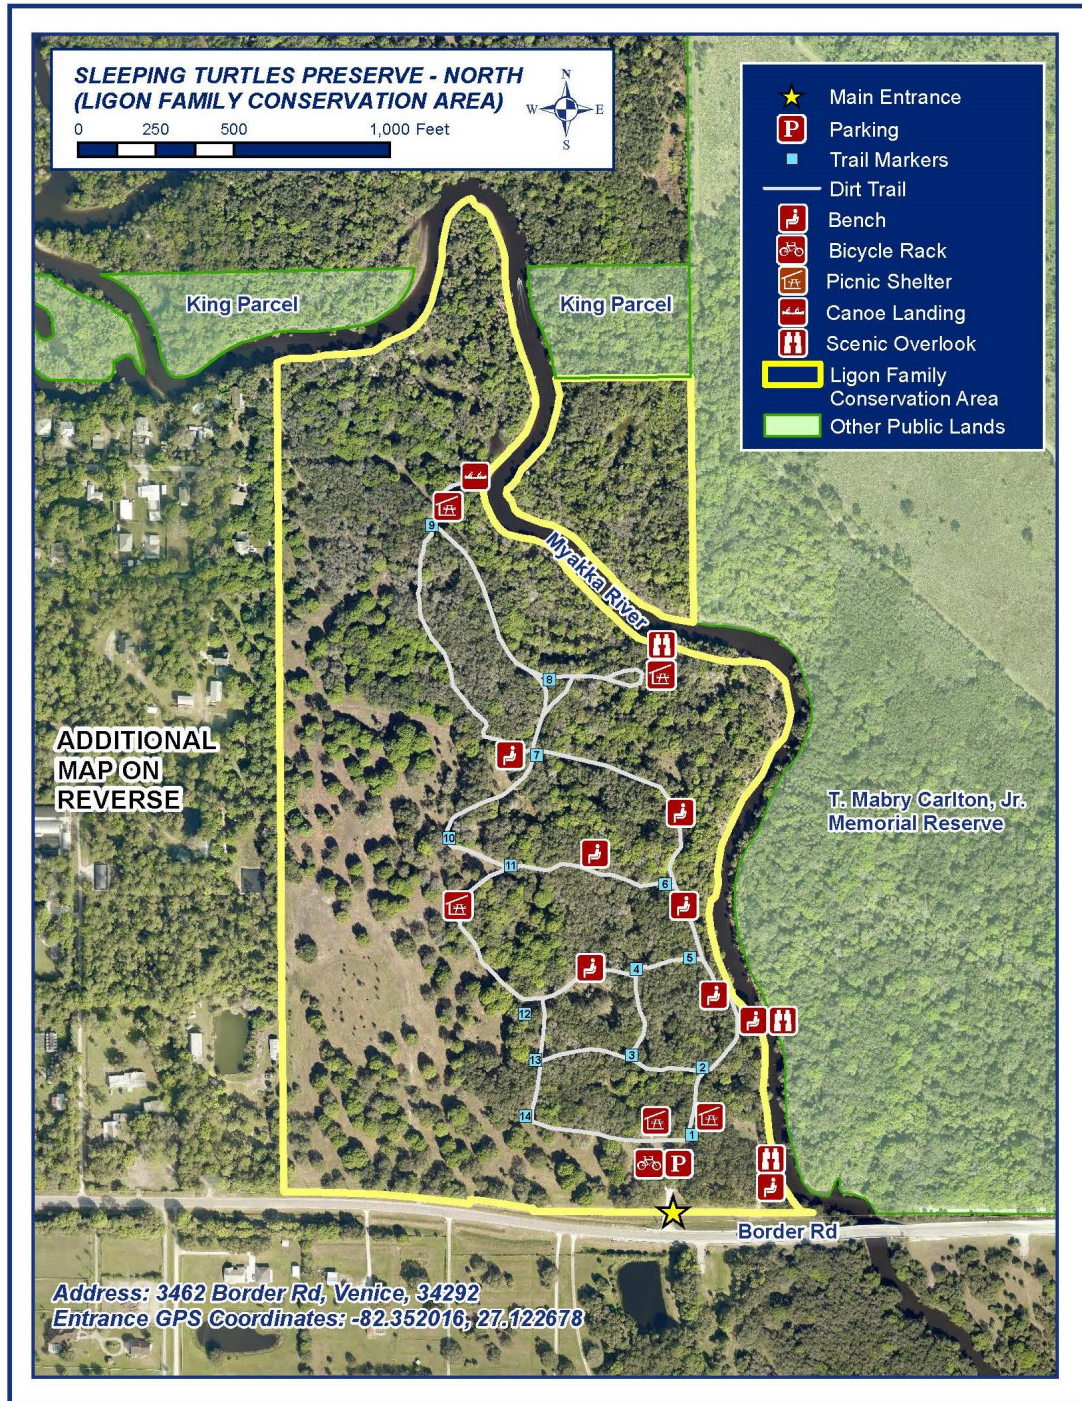 SLEEPING TURTLES PRESERVE - NORTH
(LIGON FAMILY CONSERVATION AREA)
0 250 500 1,000 Feet
N
W E
S
Main Entrance
P Parking
Trail Markers
Dirt Trail
Bench
Bicycle Rack
Picnic Shelter
Canoe Landing
Scenic Overlook
Ligon Family
Conservation Area
Other Public Lands
King Parcel
King Parcel
9
Myakka River
8
7
ADDITIONAL
MAP ON
REVERSE
T. Mabry Carlton, Jr.
Memorial Reserve
10
11
6
5
4
12
13
3
2
14
1
P
Border Rd
Address: 3462 Border Rd, Venice, 34292
Entrance GPS Coordinates: -82.352016, 27.122678